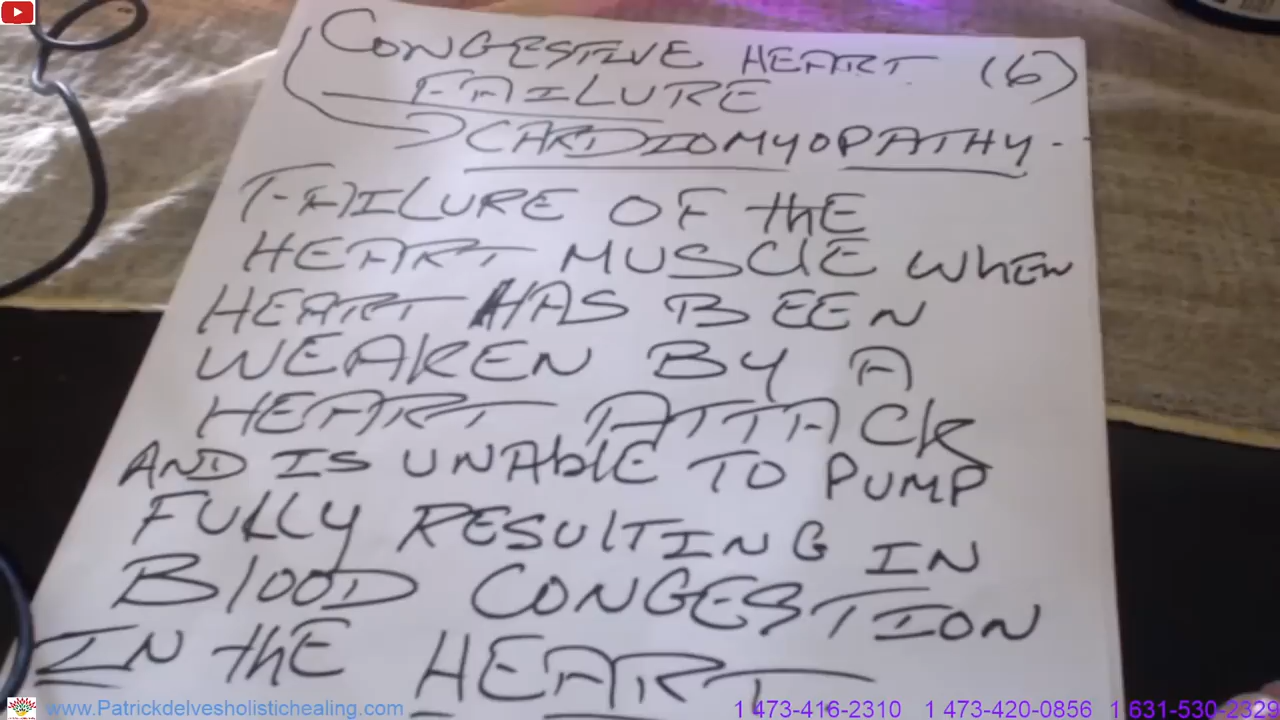 CONGESTIVE HEART (6)
FAILURE
CARDIOMYOPATHY.
FAILURE OF thE
HEART MUSCLE WHEN
HEART HAS BEEN
WEAKEN BY A
HEART ATTACK
AND IS UNABLE TO PUMP
FULLY RESULTING IN
BLOOD CONGESTION
IN thE HEART
www.Patrickdelvesholistichealing.com 1 473-416-2310 1 473-420-0856 1 631-530-2329